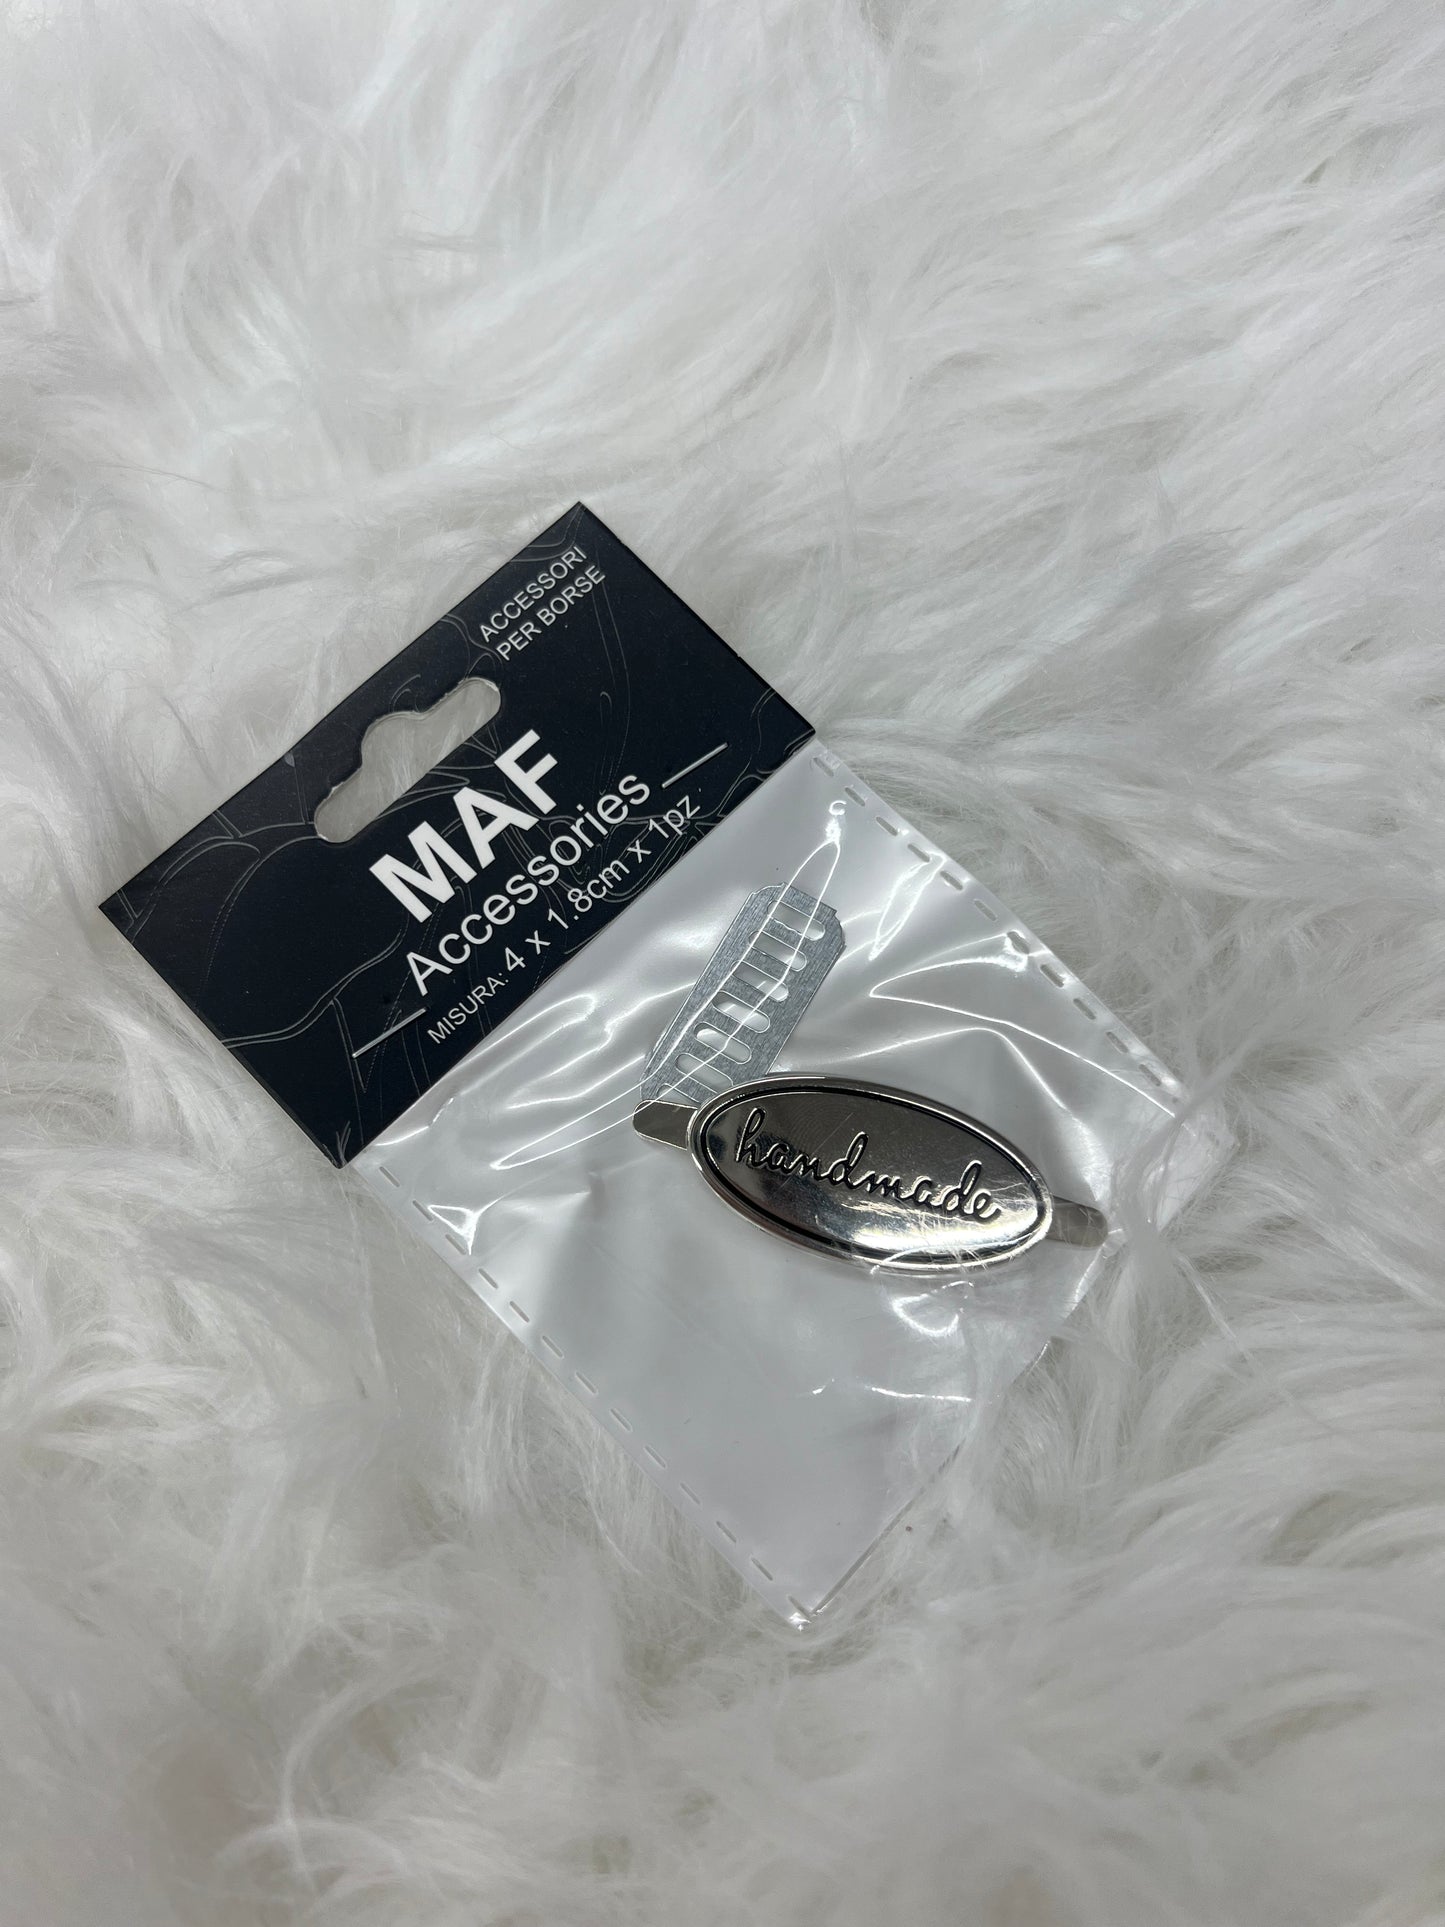 ACCESSORI
PER BORSE
MAF
Accessories
MISURA: 4 x 1.8cm x 1pz
handmade